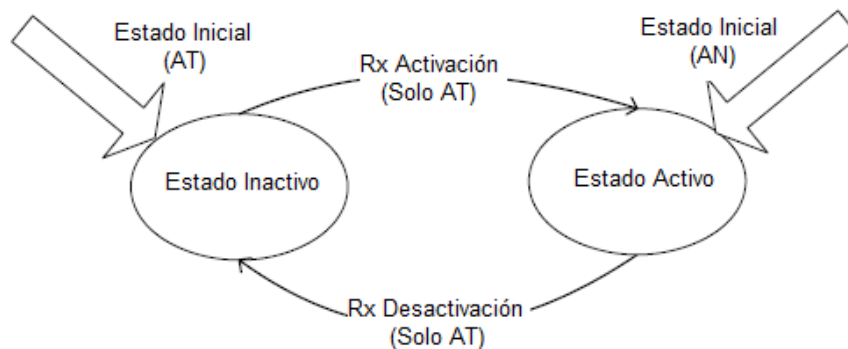 Estado Inicial
(AT)
Estado Inicial
(AN)
Rx Activación
(Solo AT)
Estado Inactivo
Estado Activo
Rx Desactivación
(Solo AT)